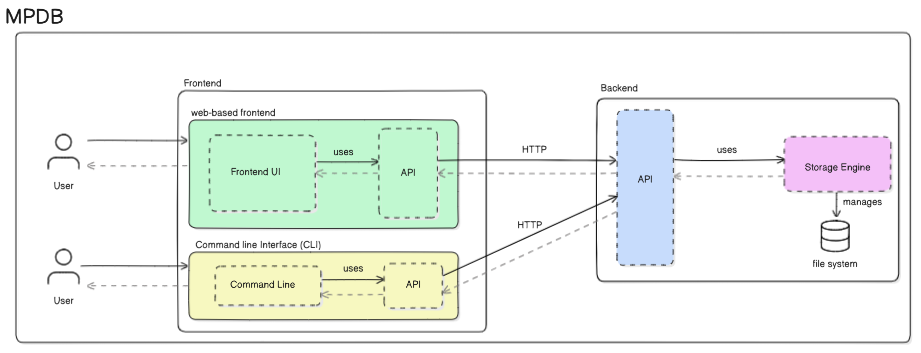 MPDB
Frontend
Backend
web-based frontend
User
Frontend UI
uses
API
HTTP
API
uses
Storage Engine
manages
file system
Command line Interface (CLI)
User
Command Line
uses
API
HTTP